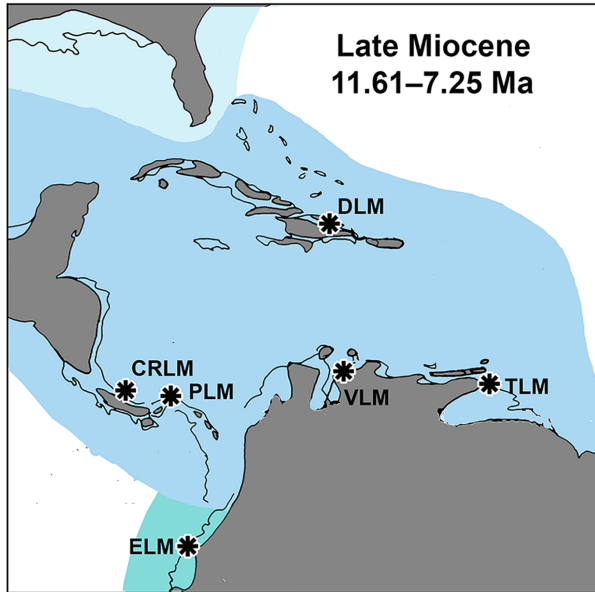 Late Miocene
11.61–7.25 Ma
DLM
CRLM
PLM
VLM
TLM
ELM